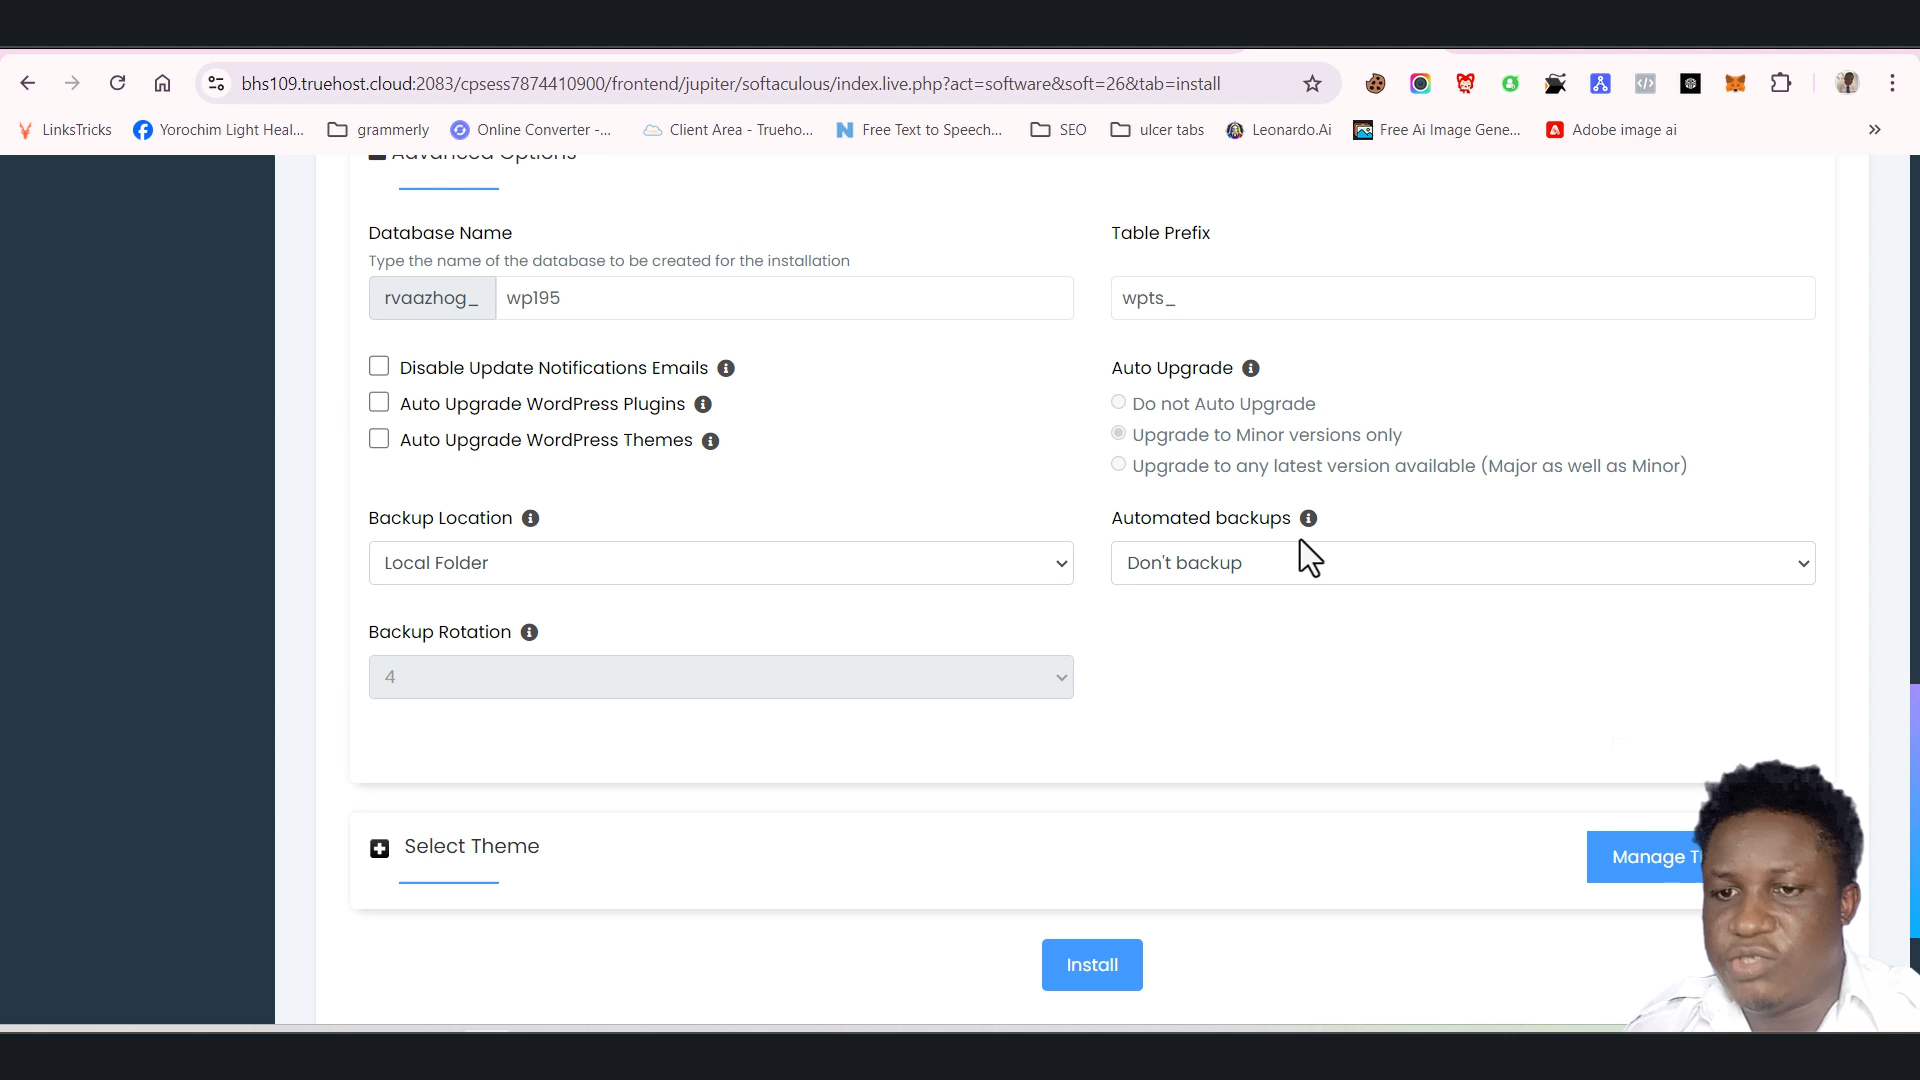 bhs109.truehost.cloud:2083/cpsess7874410900/frontend/jupiter/softaculous/index.live.php?act=software&soft=26&tab=install
LinksTricks Yorochim Light Heal... grammerly Online Converter -... Client Area - Trueho... Free Text to Speech... SEO ulcer tabs Leonardo.Ai Free Ai Image Gene... Adobe image ai »
Advanced Options
Database Name
Type the name of the database to be created for the installation
rvaazhog_ wp195
Table Prefix
wpts_
Disable Update Notifications Emails
Auto Upgrade WordPress Plugins
Auto Upgrade WordPress Themes
Auto Upgrade
Do not Auto Upgrade
Upgrade to Minor versions only
Upgrade to any latest version available (Major as well as Minor)
Backup Location
Local Folder
Automated backups
Don't backup
Backup Rotation
4
Select Theme
Manage
Install